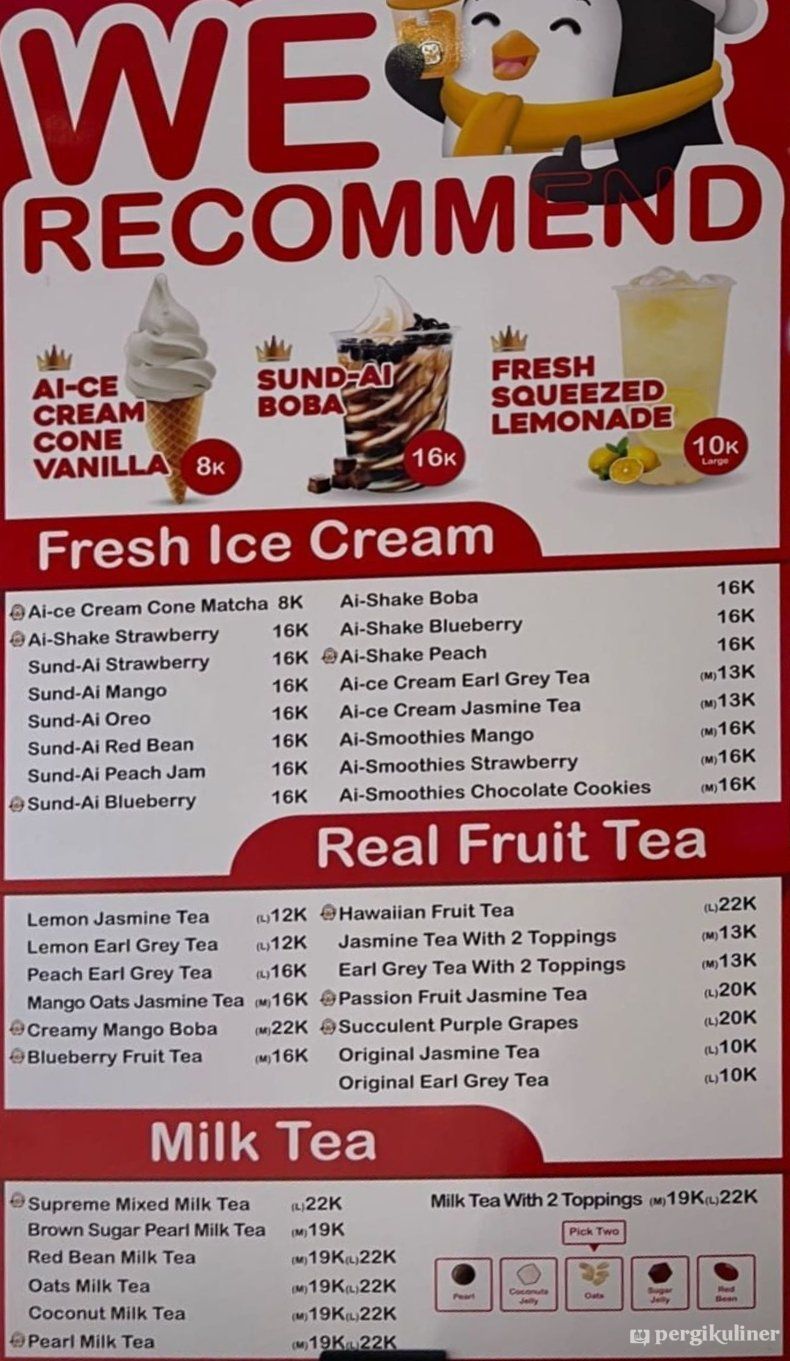 WE
RECOMMEND
AI-CE
CREAM
CONE
VANILLA
8K
SUND-AI
BOBA
16K
FRESH
SQUEEZED
LEMONADE
10K
Large
Fresh Ice Cream
Ai-ce Cream Cone Matcha 8K
Ai-Shake Strawberry 16K
Sund-Ai Strawberry 16K
Sund-Ai Mango 16K
Sund-Ai Oreo 16K
Sund-Ai Red Bean 16K
Sund-Ai Peach Jam 16K
Sund-Ai Blueberry 16K
Ai-Shake Boba 16K
Ai-Shake Blueberry 16K
Ai-Shake Peach 16K
Ai-ce Cream Earl Grey Tea (M)13K
Ai-ce Cream Jasmine Tea (M)13K
Ai-Smoothies Mango (M)16K
Ai-Smoothies Strawberry (M)16K
Ai-Smoothies Chocolate Cookies (M)16K
Real Fruit Tea
Lemon Jasmine Tea (L)12K
Lemon Earl Grey Tea (L)12K
Peach Earl Grey Tea (L)16K
Mango Oats Jasmine Tea (M)16K
Creamy Mango Boba (M)22K
Blueberry Fruit Tea (M)16K
Hawaiian Fruit Tea (L)22K
Jasmine Tea With 2 Toppings (M)13K
Earl Grey Tea With 2 Toppings (M)13K
Passion Fruit Jasmine Tea (L)20K
Succulent Purple Grapes (L)20K
Original Jasmine Tea (L)10K
Original Earl Grey Tea (L)10K
Milk Tea
Supreme Mixed Milk Tea (L)22K
Brown Sugar Pearl Milk Tea (M)19K
Red Bean Milk Tea (M)19K(L)22K
Oats Milk Tea (M)19K(L)22K
Coconut Milk Tea (M)19K(L)22K
Pearl Milk Tea (M)19K(L)22K
Milk Tea With 2 Toppings (M)19K(L)22K
Pick Two
Pearl
Coconuts
Jelly
Oats
Sugar
Jelly
Red
Bean
pergikuliner